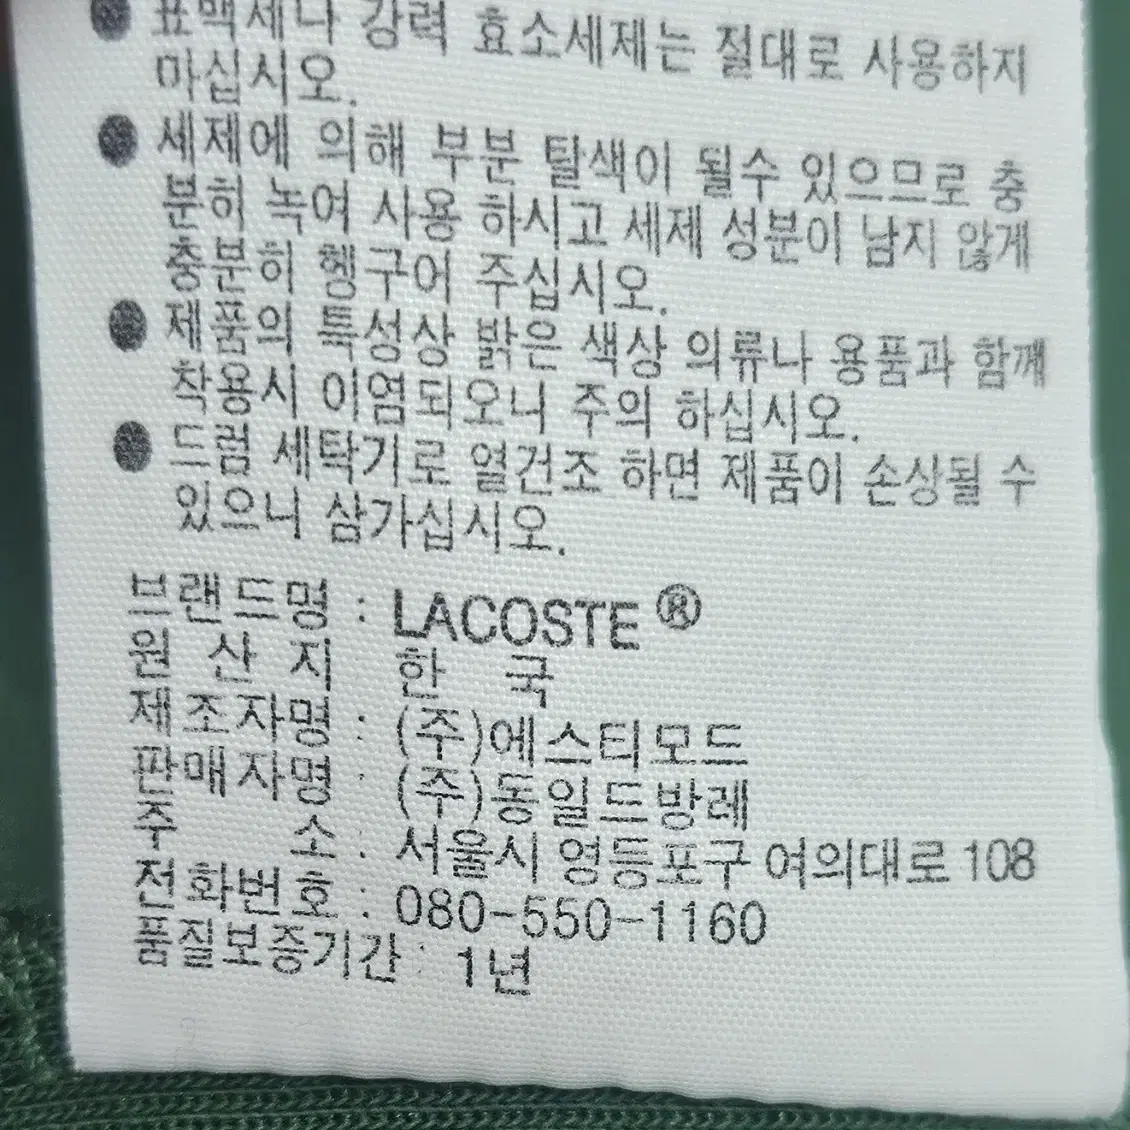 ● 표백제나 강력 효소세제는 절대로 사용하지
마십시오.
● 세제에 의해 부분 탈색이 될수 있으므로 충
분히 녹여 사용 하시고 세제 성분이 남지 않게
충분히 헹구어 주십시오.
● 제품의 특성상 밝은 색상 의류나 용품과 함께
착용시 이염되오니 주의 하십시오.
● 드럼 세탁기로 열건조 하면 제품이 손상될 수
있으니 삼가십시오.
브랜드명 : LACOSTE ®
원 산 지 한 국
제조자명 : (주)에스티모드
판매자명 : (주)동일드방레
주 소 : 서울시 영등포구 여의대로 108
전화번호 : 080-550-1160
품질보증기간 : 1년